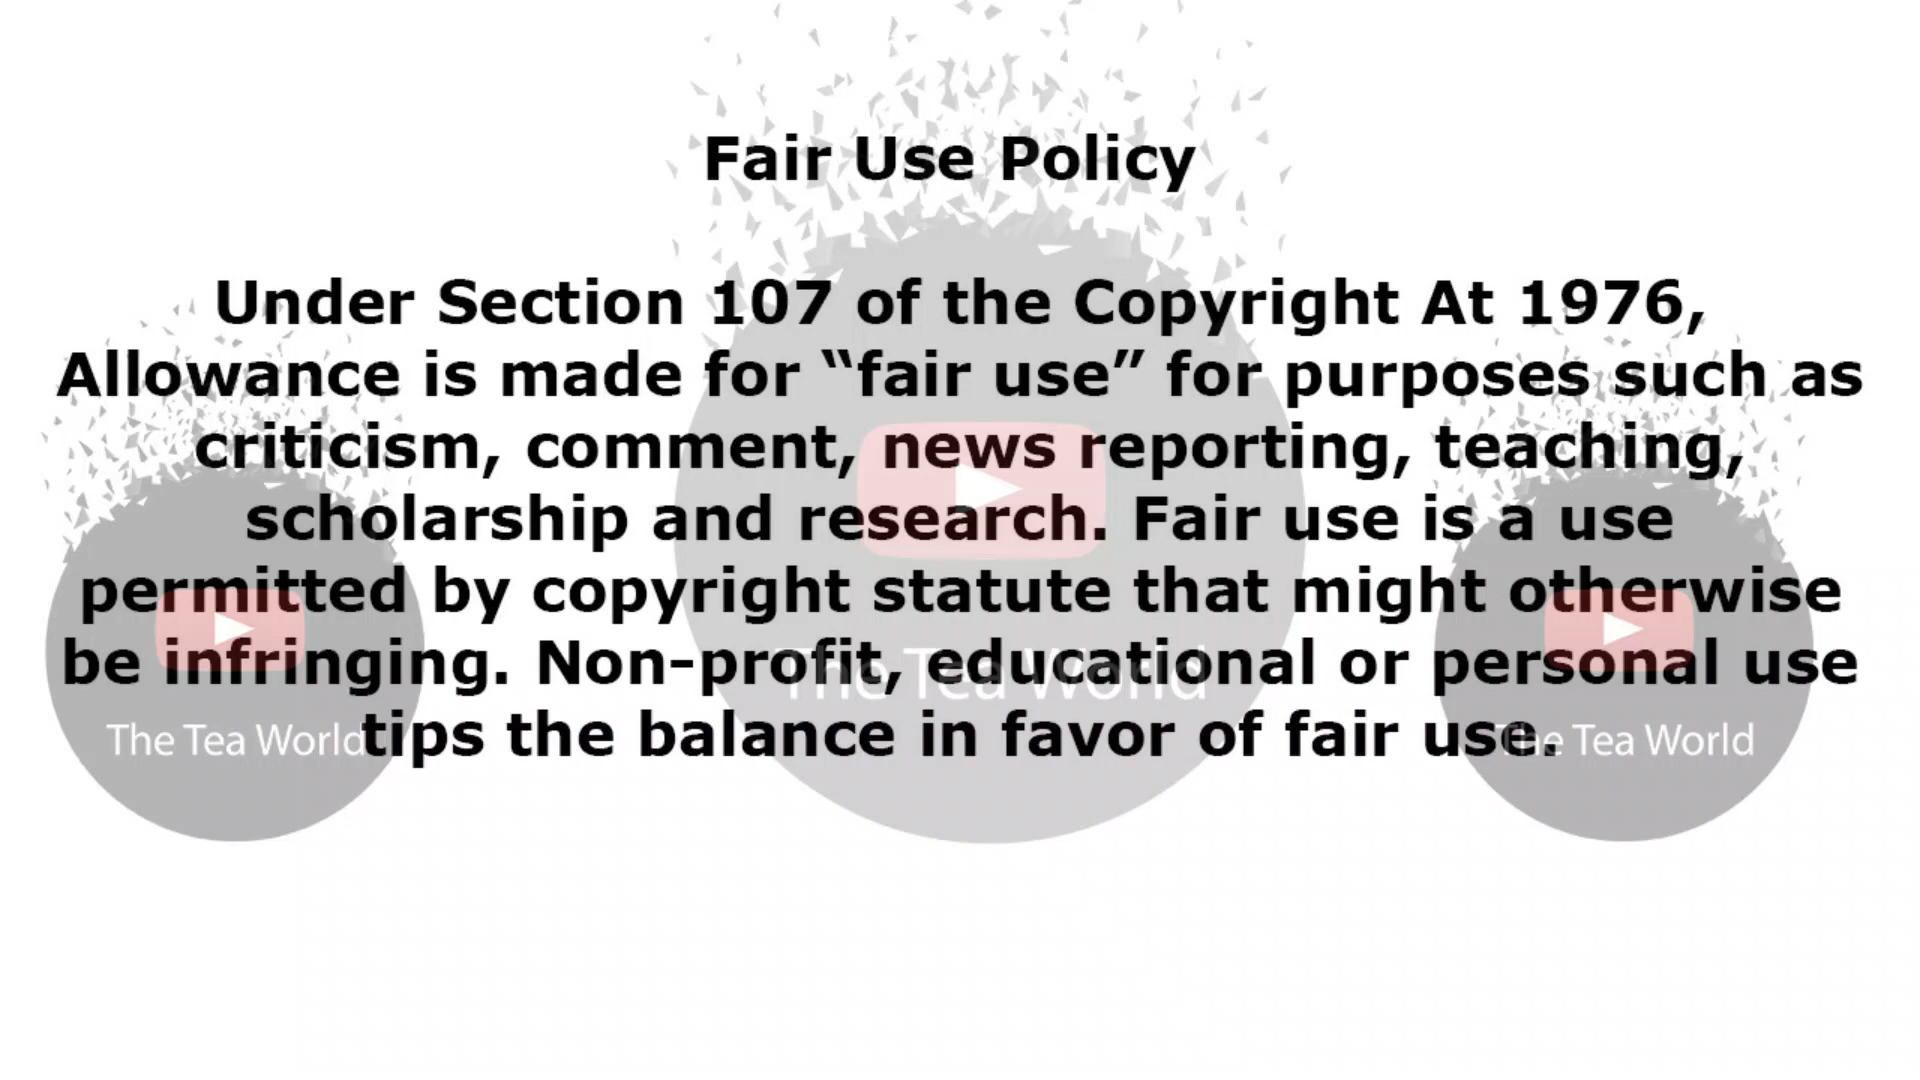 Fair Use Policy
Under Section 107 of the Copyright At 1976,
Allowance is made for “fair use” for purposes such as
criticism, comment, news reporting, teaching,
scholarship and research. Fair use is a use
permitted by copyright statute that might otherwise
be infringing. Non-profit, educational or personal use
tips the balance in favor of fair use.
The Tea World
The Tea World
The Tea World